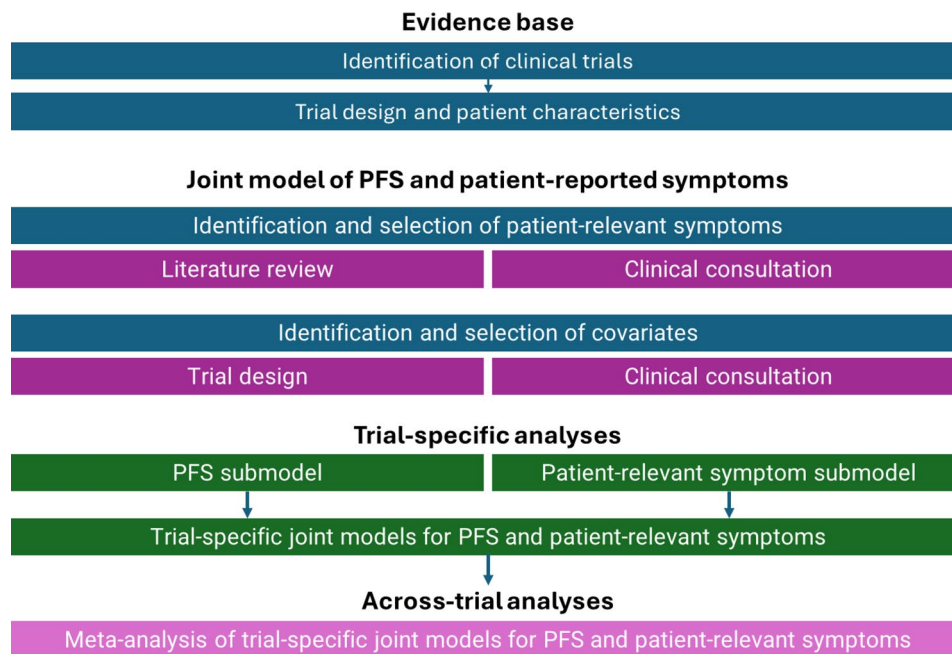 Evidence base
Identification of clinical trials
Trial design and patient characteristics
Joint model of PFS and patient-reported symptoms
Identification and selection of patient-relevant symptoms
Literature review
Clinical consultation
Identification and selection of covariates
Trial design
Clinical consultation
Trial-specific analyses
PFS submodel
Patient-relevant symptom submodel
Trial-specific joint models for PFS and patient-relevant symptoms
Across-trial analyses
Meta-analysis of trial-specific joint models for PFS and patient-relevant symptoms